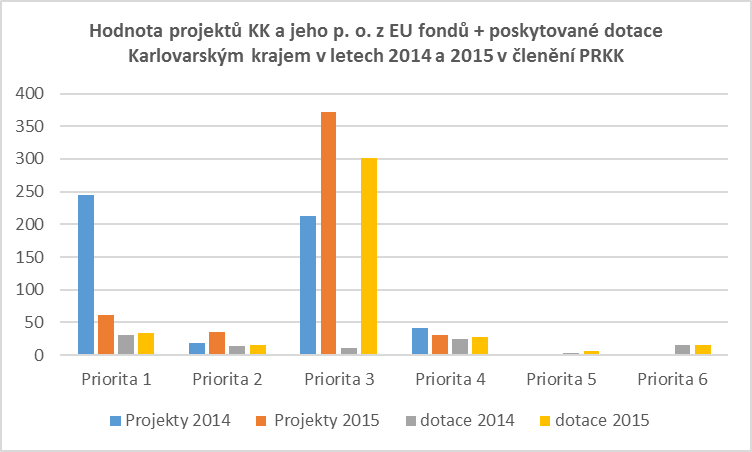 Hodnota projektů KK a jeho p. o. z EU fondů + poskytované dotace
Karlovarským krajem v letech 2014 a 2015 v členění PRKK
400
350
300
250
200
150
100
50
0
Priorita 1 Priorita 2 Priorita 3 Priorita 4 Priorita 5 Priorita 6
Projekty 2014 Projekty 2015 dotace 2014 dotace 2015